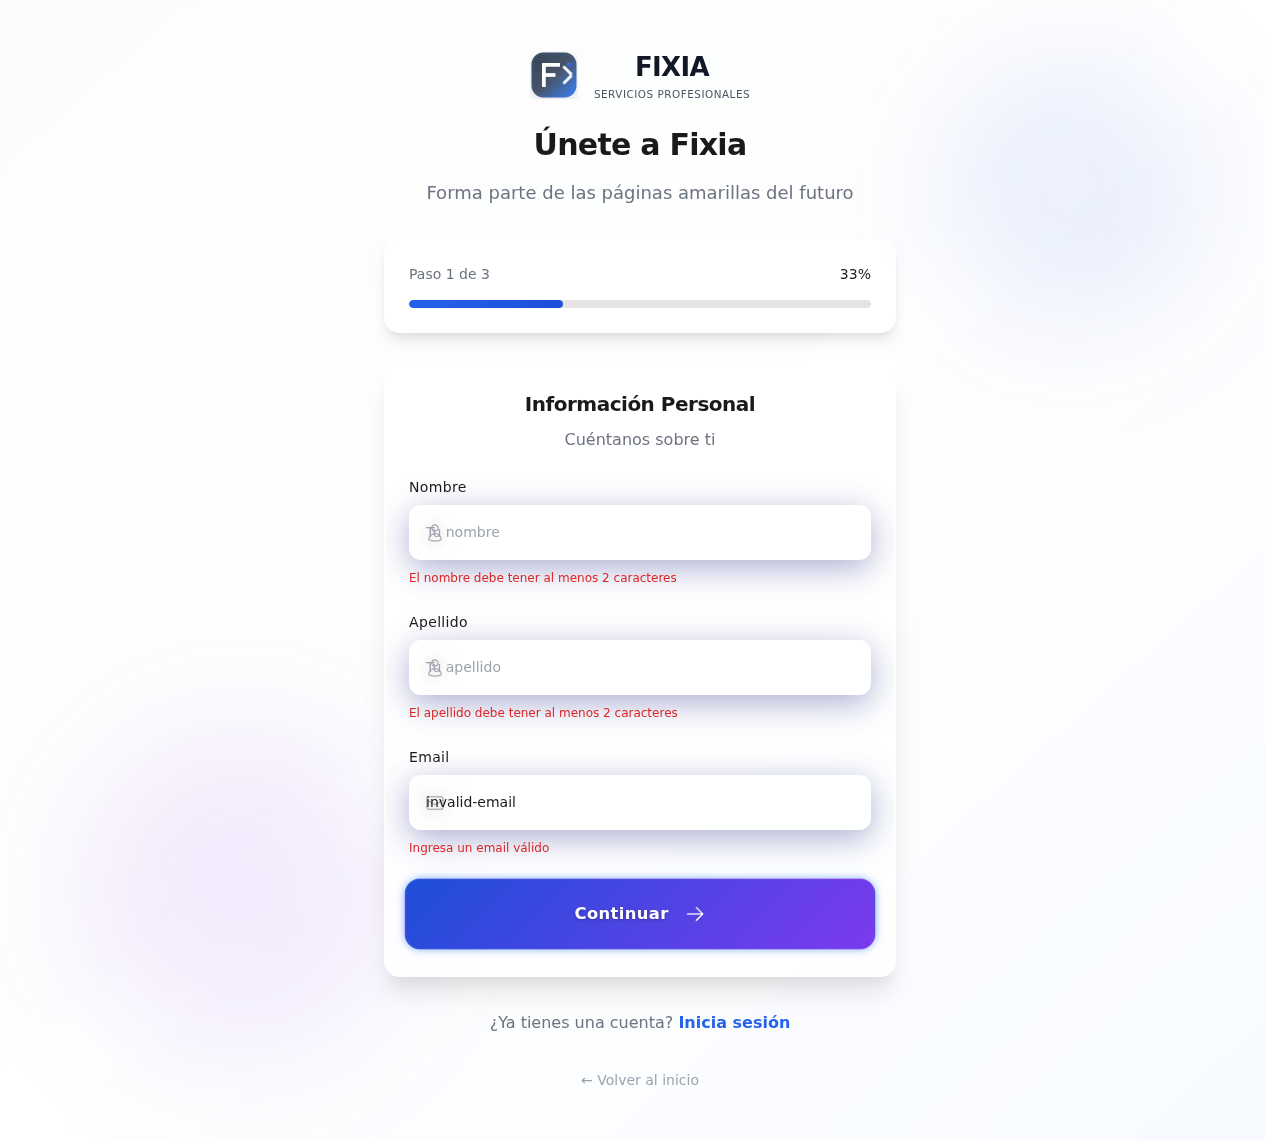 F
FIXIA
SERVICIOS PROFESIONALES
Únete a Fixia
Forma parte de las páginas amarillas del futuro
Paso 1 de 3 33%
Información Personal
Cuéntanos sobre ti
Nombre
Tu nombre
El nombre debe tener al menos 2 caracteres
Apellido
Tu apellido
El apellido debe tener al menos 2 caracteres
Email
invalid-email
Ingresa un email válido
Continuar →
¿Ya tienes una cuenta? Inicia sesión
← Volver al inicio